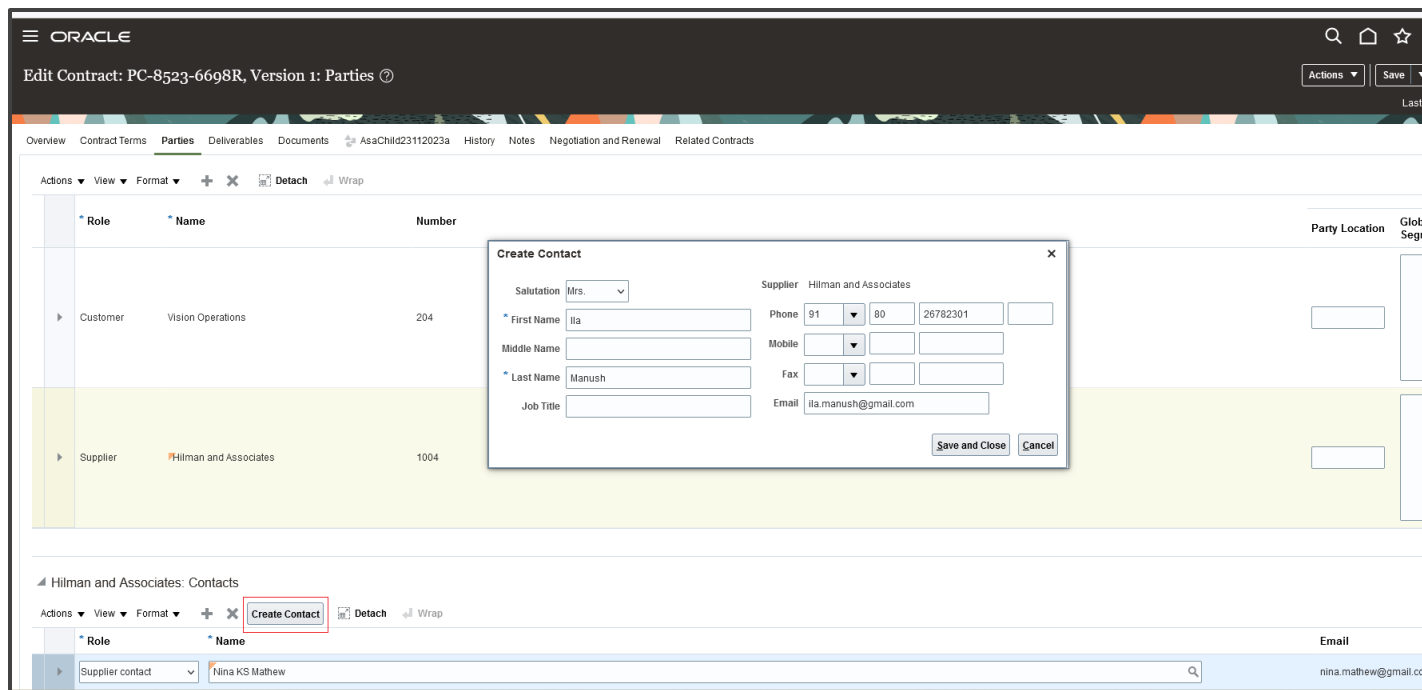 ORACLE
Edit Contract: PC-8523-6698R, Version 1: Parties
Actions Save
Last
Overview Contract Terms Parties Deliverables Documents AsaChild23112023a History Notes Negotiation and Renewal Related Contracts
Actions View Format Detach Wrap
* Role * Name Number Party Location Glob
Segm
Create Contact
Salutation Mrs. Supplier Hilman and Associates
* First Name Ila Phone 91 80 26782301
Middle Name Mobile
* Last Name Manush Fax
Job Title Email ila.manush@gmail.com
Save and Close Cancel
Customer Vision Operations 204
Supplier Hilman and Associates 1004
Hilman and Associates: Contacts
Actions View Format Create Contact Detach Wrap
* Role * Name Email
Supplier contact Nina KS Mathew nina.mathew@gmail.co